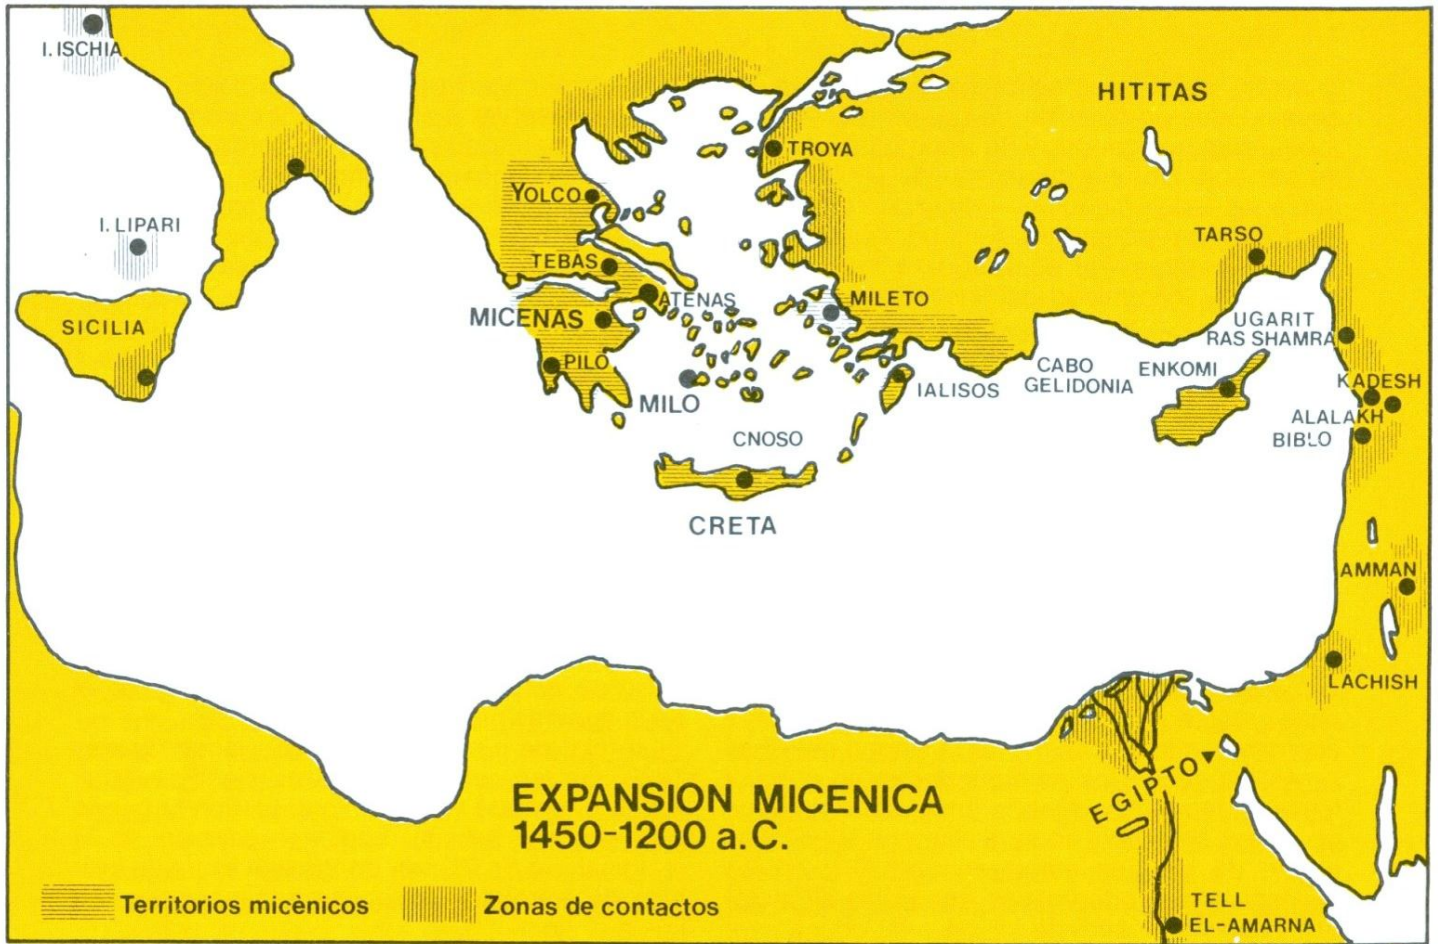 I. ISCHIA
HITITAS
TROYA
YOLCO
I. LIPARI
TARSO
TEBAS
ATENAS
MILETO
MICENAS
SICILIA
UGARIT
RAS SHAMRA
PILO
CABO
GELIDONIA
ENKOMI
IALISOS
KADESH
MILO
ALALAKH
BIBLO
CNOSO
CRETA
AMMAN
LACHISH
EGIPTO
EXPANSION MICENICA
1450-1200 a.C.
Territorios micènicos
Zonas de contactos
TELL
EL-AMARNA